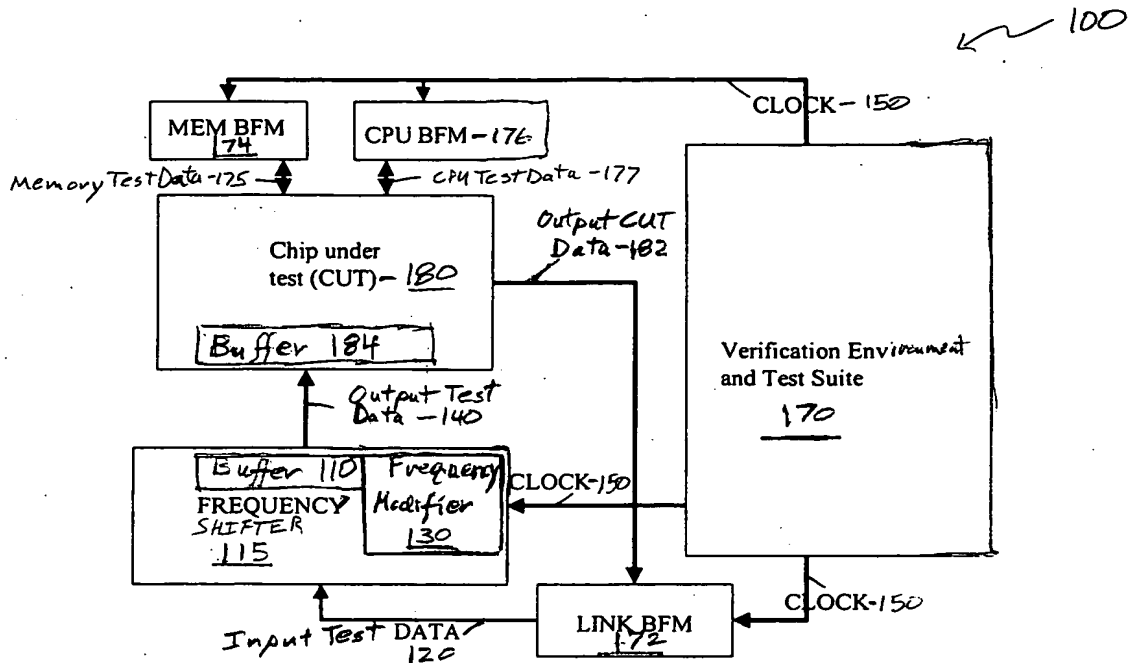 100
CLOCK-150
MEM BFM
174
CPU BFM-176
Memory Test Data-175
CPU Test Data-177
Output CUT
Data-182
Chip under
test (CUT)- 180
Buffer 184
Verification Environment
and Test Suite
170
Output Test
Data-140
Buffer 110
Frequency
Modifier
130
FREQUENCY
SHIFTER
115
CLOCK-150
CLOCK-150
LINK BFM
172
Input Test DATA
120